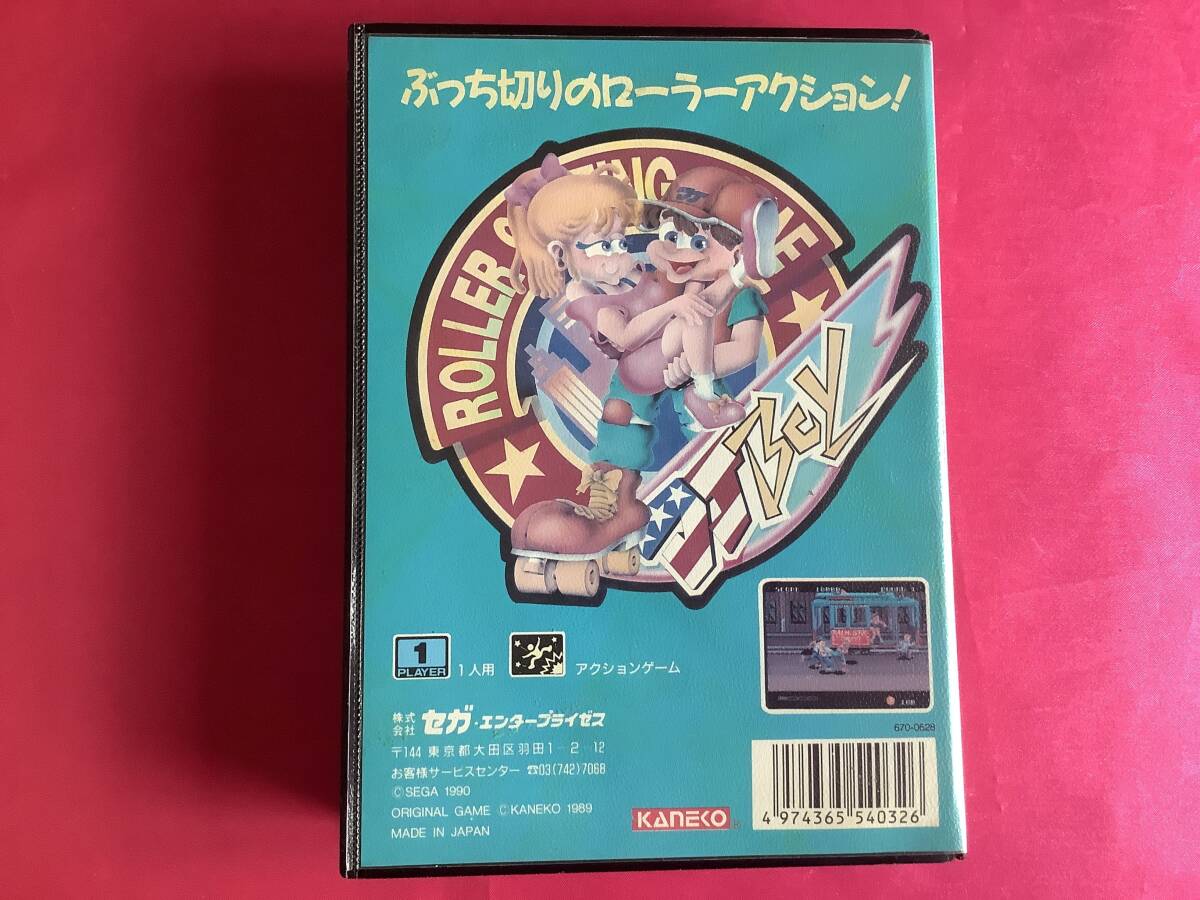 ぶっち切りのローラーアクション!
ROLLER
DJ BOY
1
PLAYER
1人用
アクションゲーム
株式会社 セガ・エンタープライゼス
〒144 東京都大田区羽田1-2-12
お客様サービスセンター ☎03(742)7068
©SEGA 1990
ORIGINAL GAME ©KANEKO 1989
MADE IN JAPAN
KANEKO
670-0628
4 974365 540326